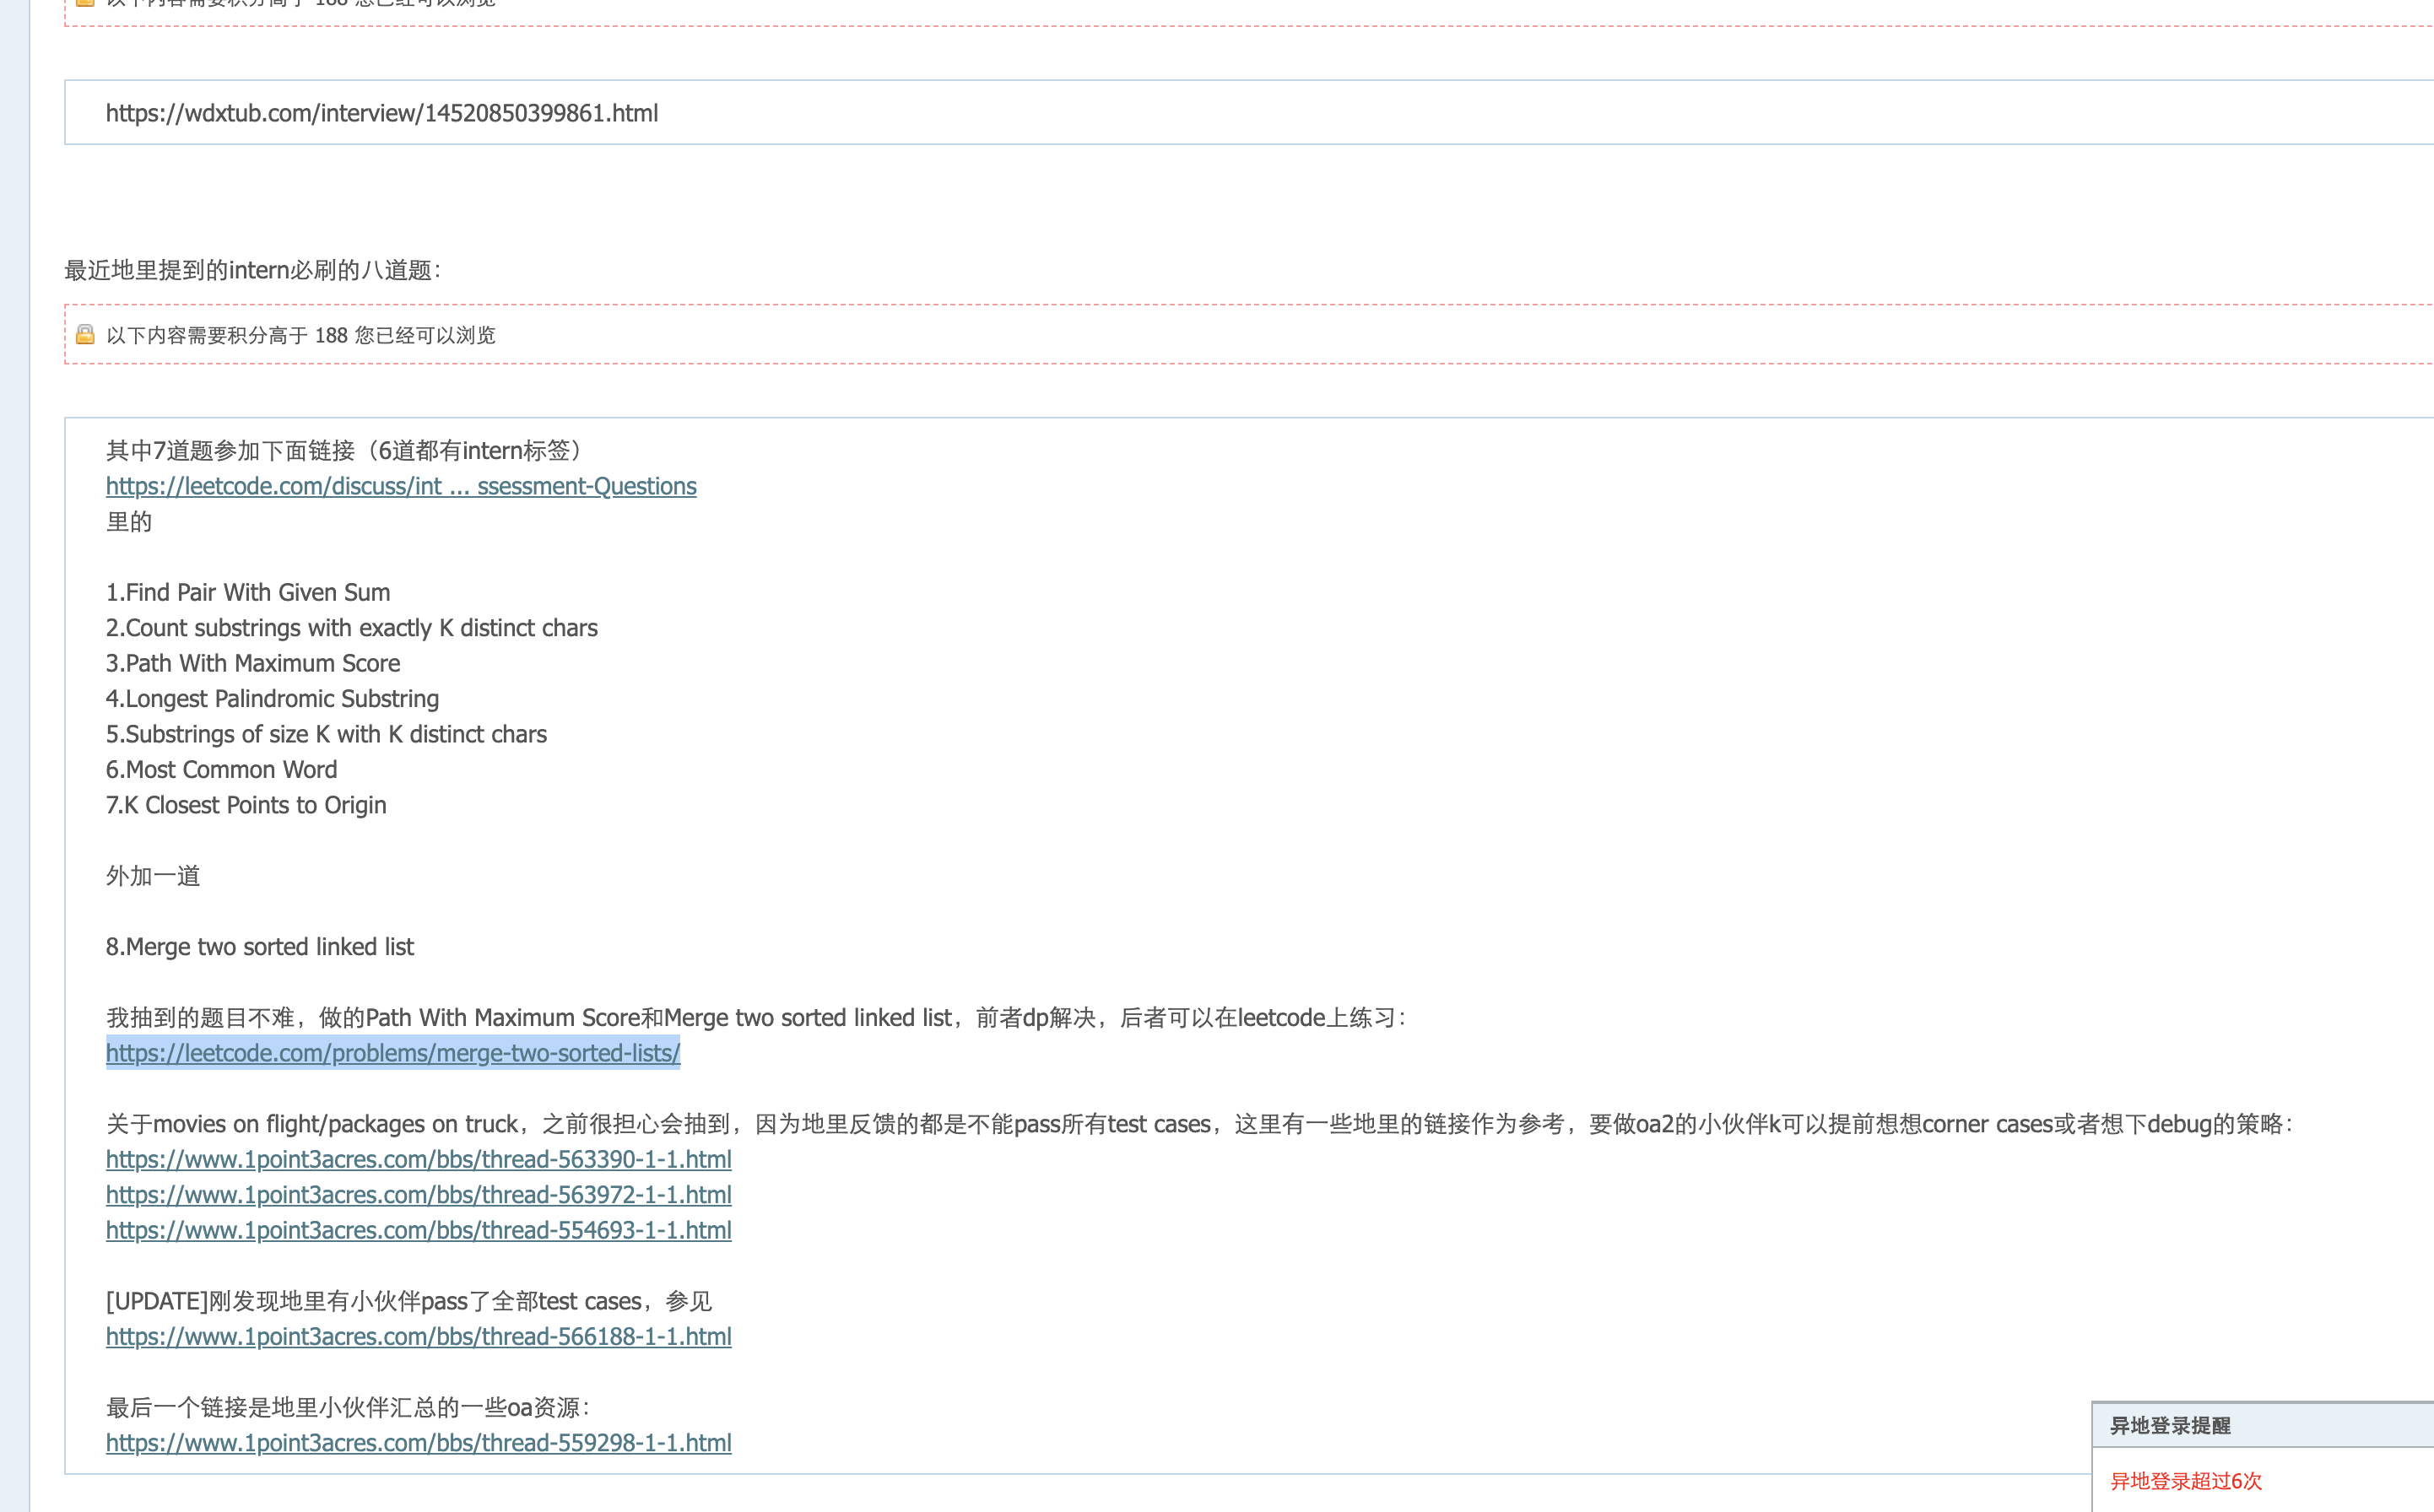 以下内容需要积分高于 188 您已经可以浏览
https://wdxtub.com/interview/14520850399861.html
最近地里提到的intern必刷的八道题：
以下内容需要积分高于 188 您已经可以浏览
其中7道题参加下面链接（6道都有intern标签）
https://leetcode.com/discuss/int ... ssessment-Questions
里的
1.Find Pair With Given Sum
2.Count substrings with exactly K distinct chars
3.Path With Maximum Score
4.Longest Palindromic Substring
5.Substrings of size K with K distinct chars
6.Most Common Word
7.K Closest Points to Origin
外加一道
8.Merge two sorted linked list
我抽到的题目不难，做的Path With Maximum Score和Merge two sorted linked list，前者dp解决，后者可以在leetcode上练习：
https://leetcode.com/problems/merge-two-sorted-lists/
关于movies on flight/packages on truck，之前很担心会抽到，因为地里反馈的都是不能pass所有test cases，这里有一些地里的链接作为参考，要做oa2的小伙伴k可以提前想想corner cases或者想下debug的策略：
https://www.1point3acres.com/bbs/thread-563390-1-1.html
https://www.1point3acres.com/bbs/thread-563972-1-1.html
https://www.1point3acres.com/bbs/thread-554693-1-1.html
[UPDATE]刚发现地里有小伙伴pass了全部test cases，参见
https://www.1point3acres.com/bbs/thread-566188-1-1.html
最后一个链接是地里小伙伴汇总的一些oa资源：
https://www.1point3acres.com/bbs/thread-559298-1-1.html
异地登录提醒
异地登录超过6次